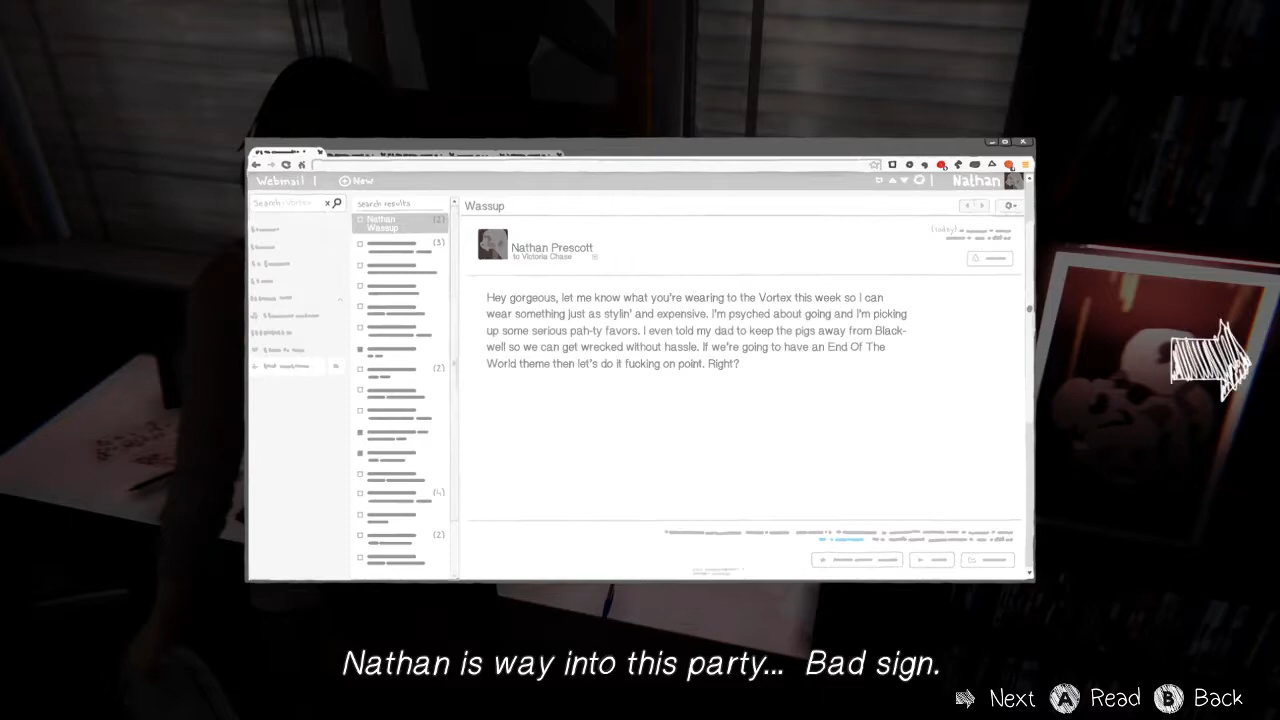 Webmail |
New
Nathan
Search: Vortex
x
search results
Nathan (2)
Wassup
(3)
(2)
(4)
(2)
Wassup
(today)
Nathan Prescott
to Victoria Chase
Hey gorgeous, let me know what you're wearing to the Vortex this week so I can
wear something just as stylin' and expensive. I'm psyched about going and I'm picking
up some serious pah-ty favors. I even told my dad to keep the pigs away from Black-
well so we can get wrecked without hassle. If we're going to have an End Of The
World theme then let's do it fucking on point. Right?
Nathan is way into this party... Bad sign.
Next A Read B Back